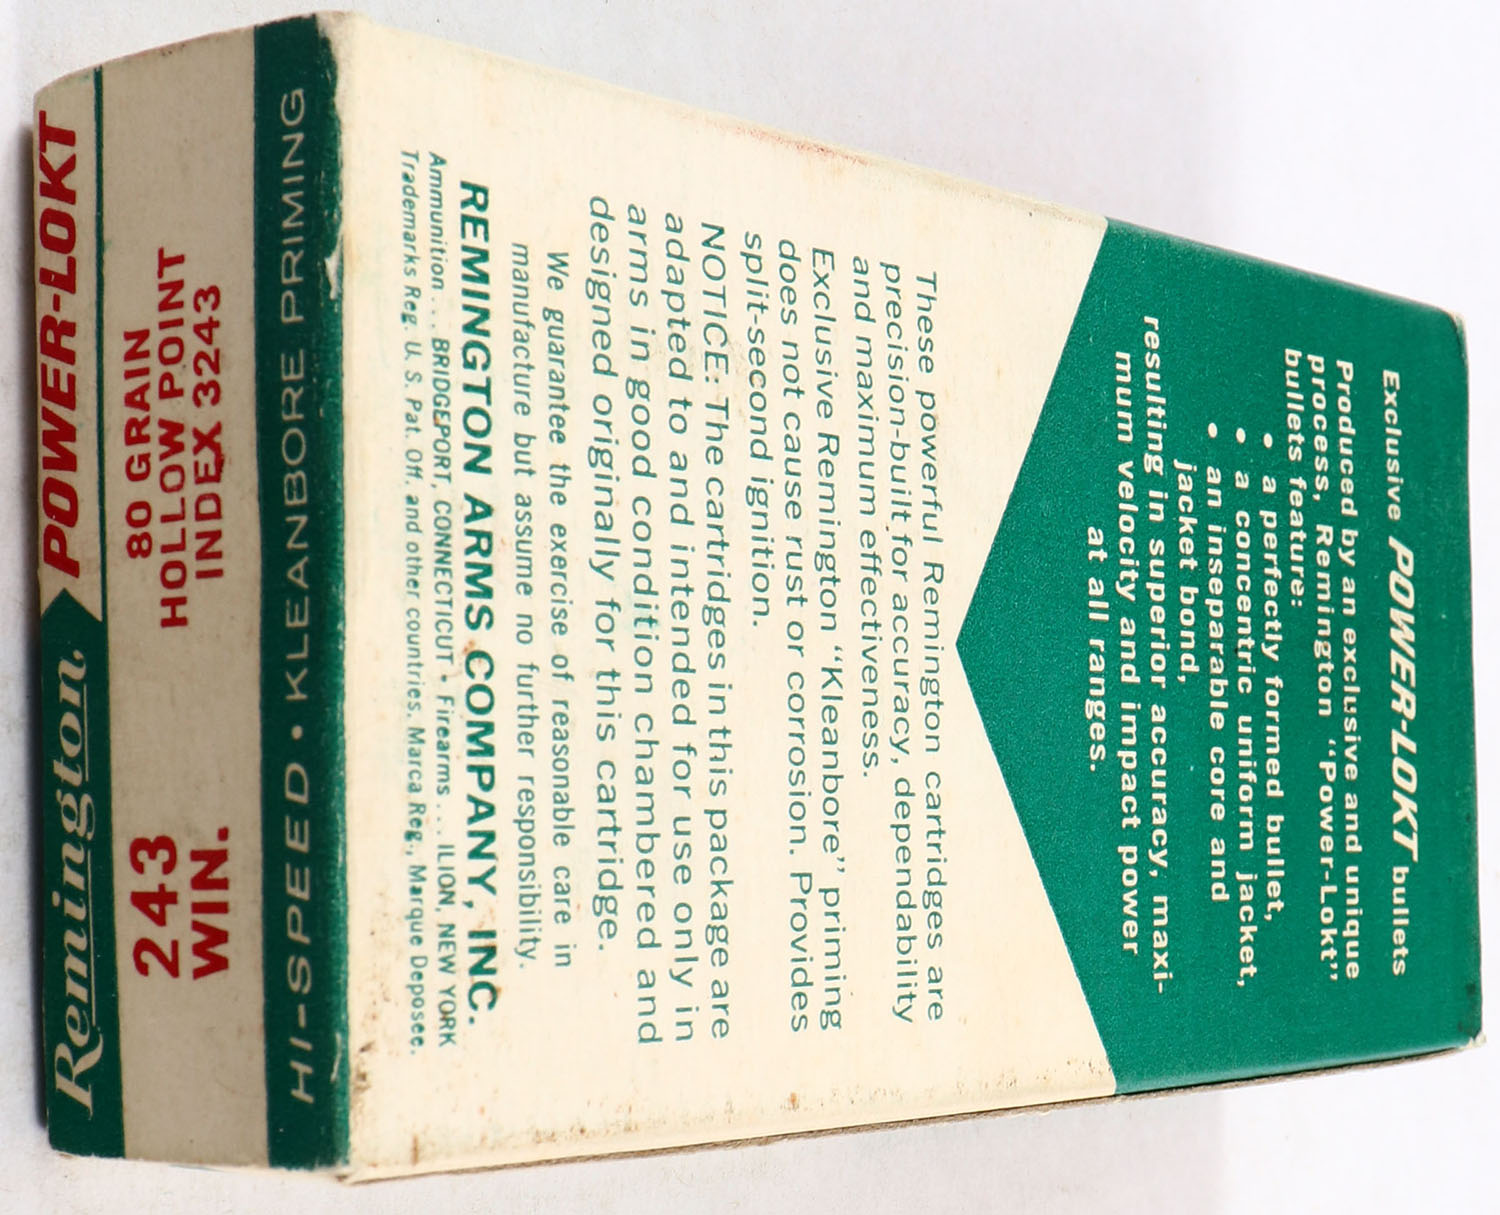 Exclusive POWER-LOKT bullets
Produced by an exclusive and unique
process, Remington "Power-Lokt"
bullets feature:
• a perfectly formed bullet,
• a concentric uniform jacket,
• an inseparable core and
jacket bond,
resulting in superior accuracy, maxi-
mum velocity and impact power
at all ranges.
These powerful Remington cartridges are
precision-built for accuracy, dependability
and maximum effectiveness.
Exclusive Remington "Kleanbore" priming
does not cause rust or corrosion. Provides
split-second ignition.
NOTICE: The cartridges in this package are
adapted to and intended for use only in
arms in good condition chambered and
designed originally for this cartridge.
We guarantee the exercise of reasonable care in
manufacture but assume no further responsibility.
REMINGTON ARMS COMPANY, INC.
Ammunition . . . BRIDGEPORT, CONNECTICUT • Firearms . . . ILION, NEW YORK
Trademarks Reg. U. S. Pat. Off. and other countries. Marca Reg., Marque Deposee.
Remington POWER-LOKT
243
WIN.
80 GRAIN
HOLLOW POINT
INDEX 3243
HI-SPEED • KLEANBORE PRIMING